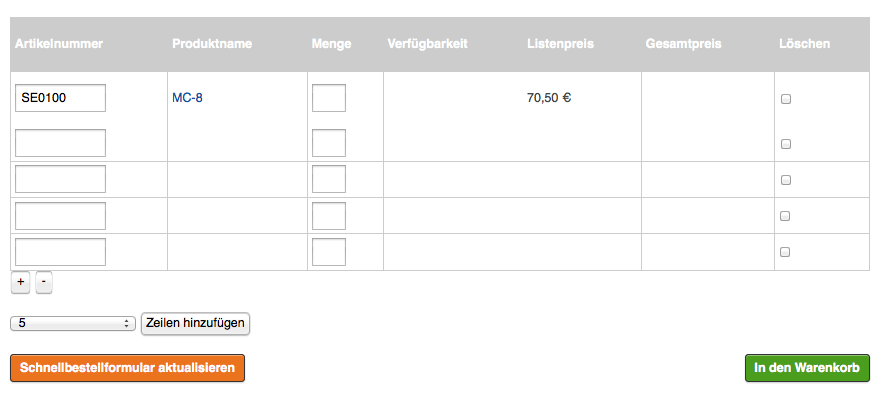 Artikelnummer Produktname Menge Verfügbarkeit Listenpreis Gesamtpreis Löschen
SE0100 MC-8 70,50 €
+ -
5 Zeilen hinzufügen
Schnellbestellformular aktualisieren In den Warenkorb